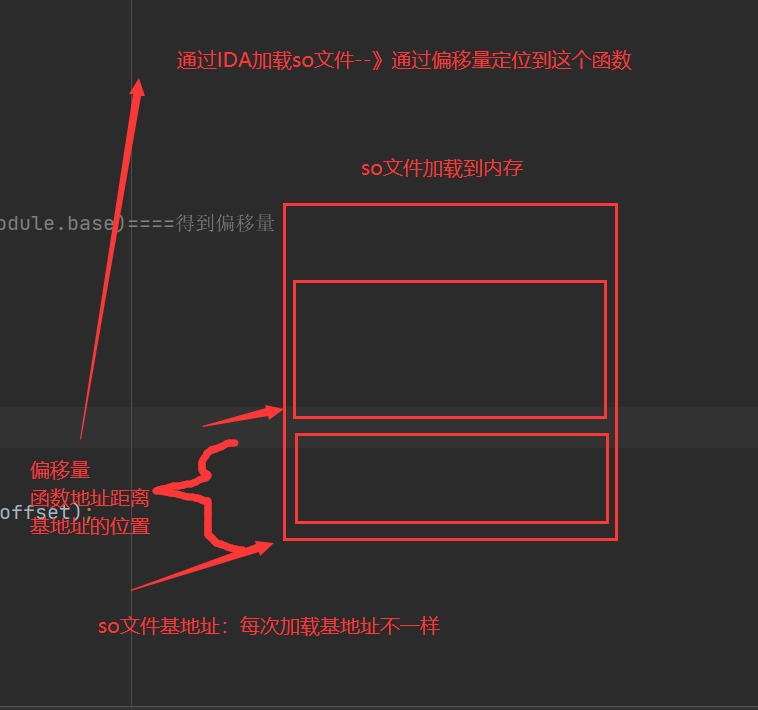 通过IDA加载so文件--》通过偏移量定位到这个函数
so文件加载到内存
odule.base)====得到偏移量
偏移量
函数地址距离
offset);
基地址的位置
so文件基地址：每次加载基地址不一样